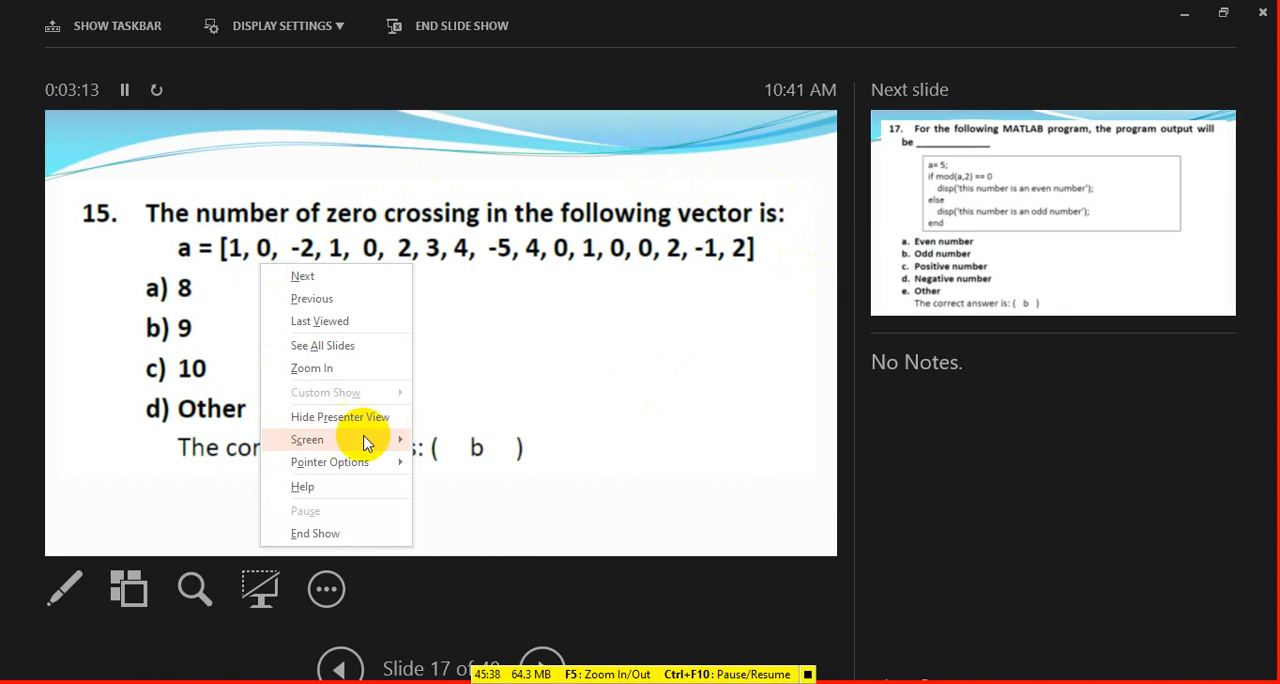 SHOW TASKBAR
DISPLAY SETTINGS ▼
END SLIDE SHOW
0:03:13
10:41 AM
15. The number of zero crossing in the following vector is:
a = [1, 0, -2, 1, 0, 2, 3, 4, -5, 4, 0, 1, 0, 0, 2, -1, 2]
a) 8
b) 9
c) 10
d) Other
The cor : ( b )
Next
Previous
Last Viewed
See All Slides
Zoom In
Custom Show
Hide Presenter View
Screen
Pointer Options
Help
Pause
End Show
Next slide
17. For the following MATLAB program, the program output will
be ____________
a= 5;
if mod(a,2) == 0
disp('this number is an even number');
else
disp('this number is an odd number');
end
a. Even number
b. Odd number
c. Positive number
d. Negative number
e. Other
The correct answer is: ( b )
No Notes.
Slide 17 of
45:38 64.3 MB F5: Zoom In/Out Ctrl+F10: Pause/Resume